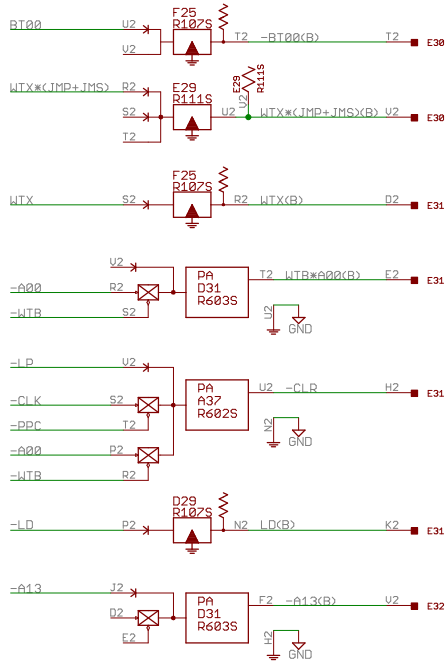 BT00 U2 F25 R107S T2 -BT00(B) T2 E30
V2
WTX*(JMP+JMS) R2 E29 R111S E29 R111S U2
S2 U2 WTX*(JMP+JMS)(B) V2 E30
T2
WTX S2 F25 R107S R2 WTX(B) D2 E31
V2
-A00 R2 PA D31 R603S T2 WTB*A00(B) E2 E31
-WTB S2 U2 GND
-LP V2
-CLK S2 PA A37 R602S U2 -CLR H2 E31
-PPC T2
-A00 P2 N2 GND
-WTB R2
-LD P2 D29 R107S N2 LD(B) K2 E31
-A13 J2
D2 PA D31 R603S F2 -A13(B) V2 E32
E2 H2 GND